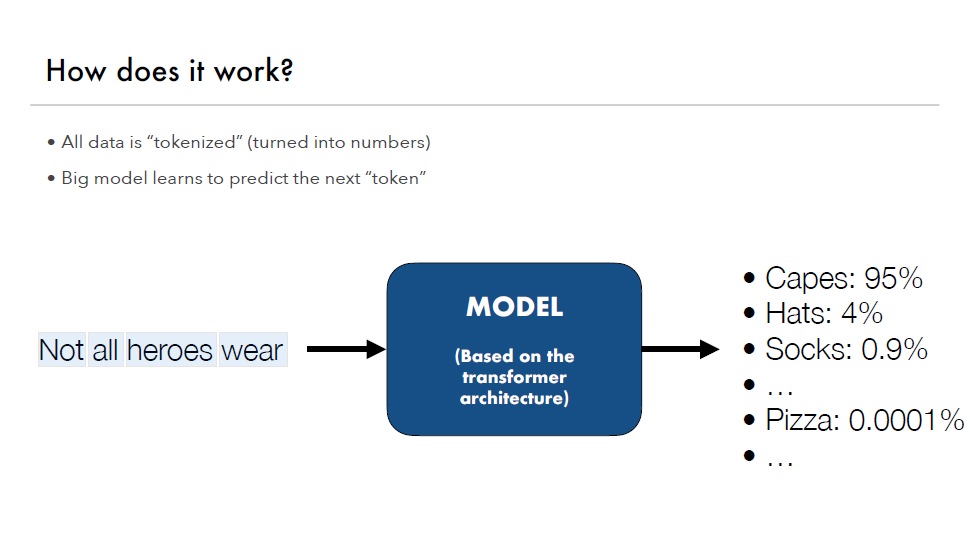 How does it work?
• All data is “tokenized” (turned into numbers)
• Big model learns to predict the next “token”
Not all heroes wear
MODEL
(Based on the
transformer
architecture)
• Capes: 95%
• Hats: 4%
• Socks: 0.9%
• …
• Pizza: 0.0001%
• …